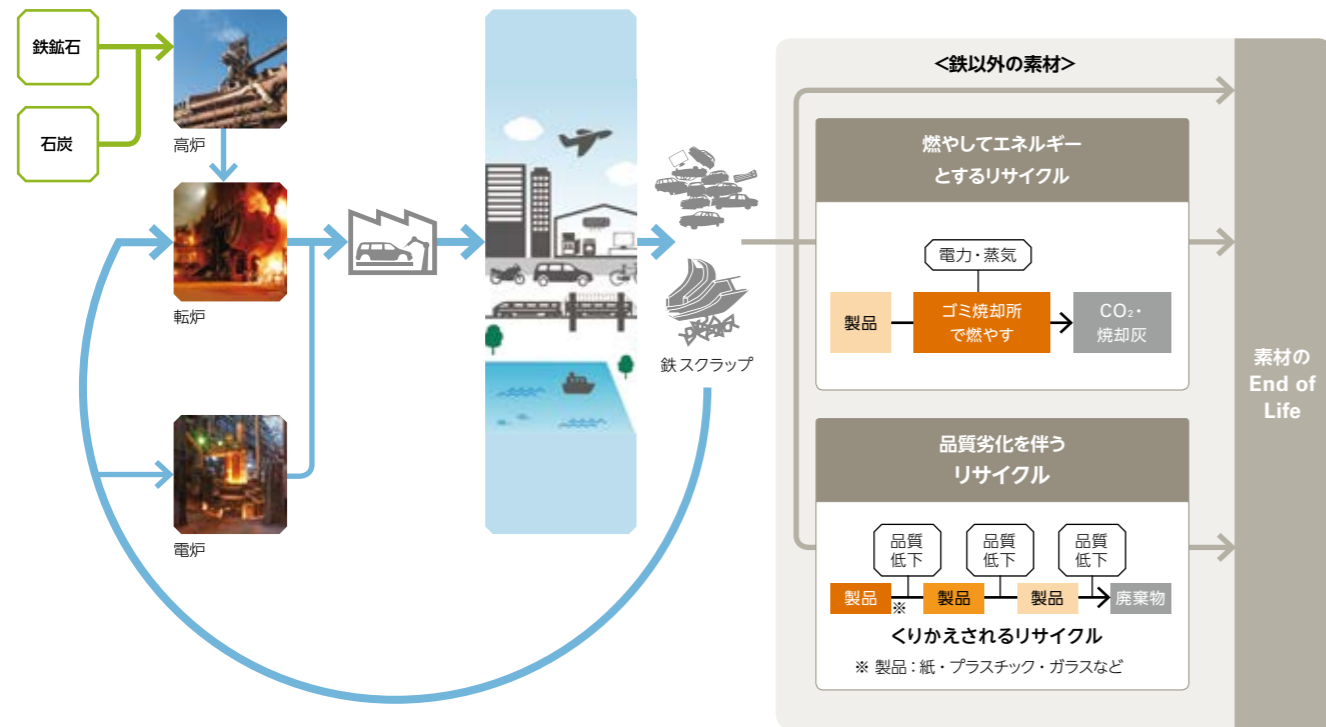 鉄鉱石
石炭
高炉
転炉
電炉
鉄スクラップ
<鉄以外の素材>
燃やしてエネルギー
とするリサイクル
電力・蒸気
製品
ゴミ焼却所
で燃やす
CO₂・
焼却灰
品質劣化を伴う
リサイクル
品質
低下
品質
低下
品質
低下
製品
※
製品
製品
廃棄物
くりかえされるリサイクル
※ 製品：紙・プラスチック・ガラスなど
素材の
End of
Life